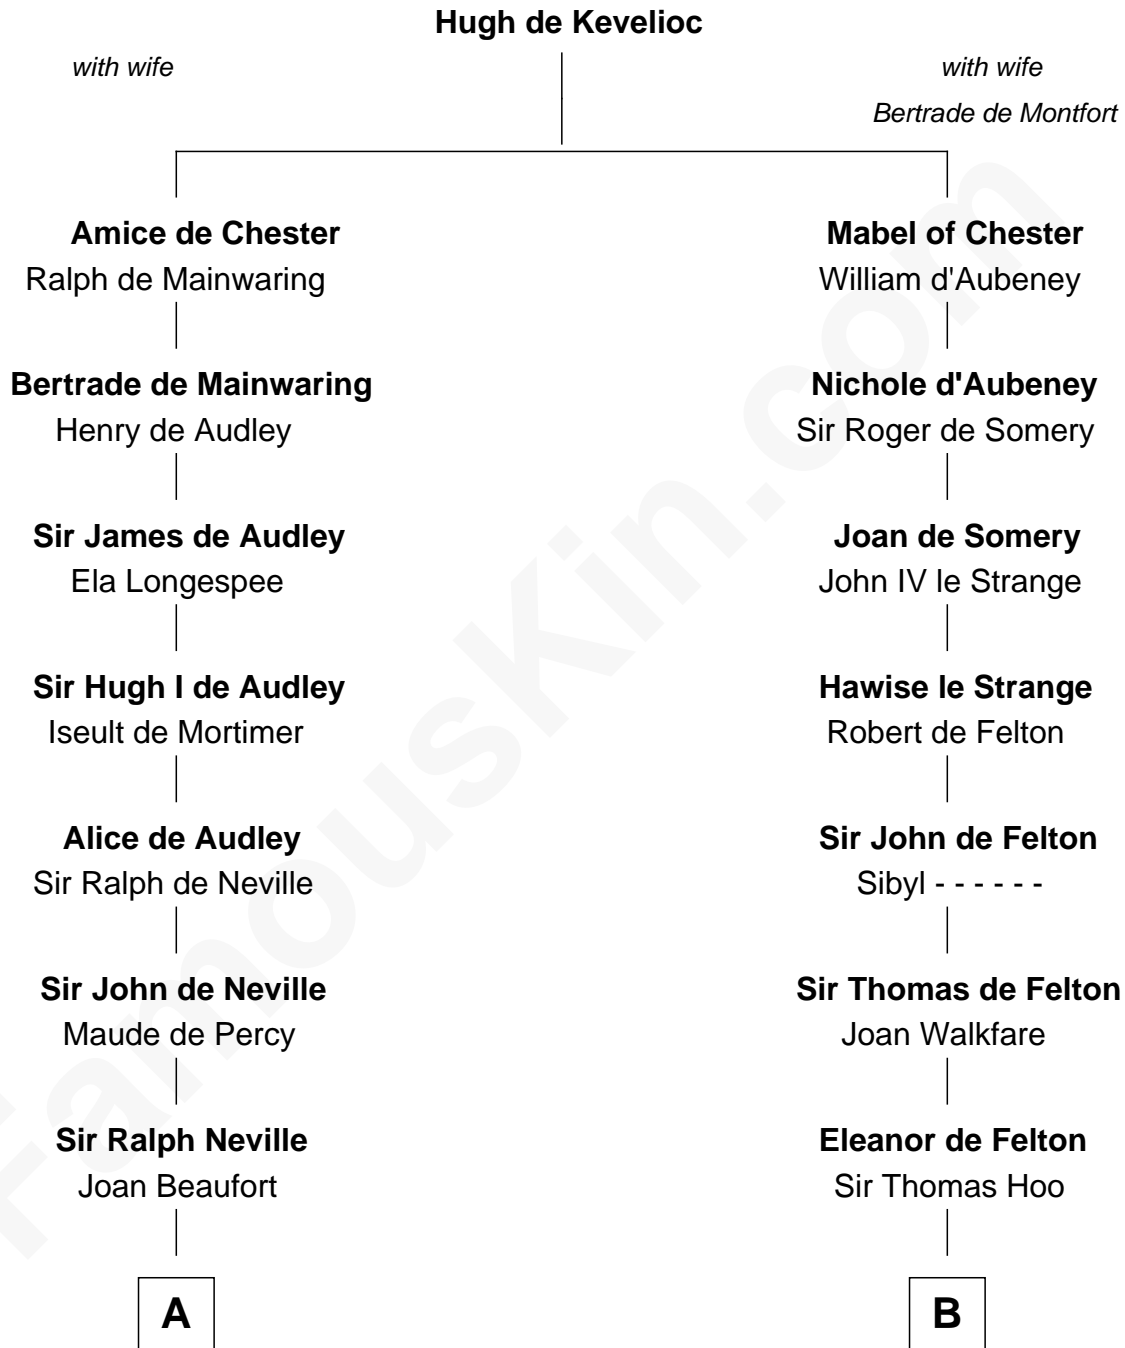 Hugh de Kevelioc
with wife
with wife
Bertrade de Montfort
Amice de Chester
Ralph de Mainwaring
Mabel of Chester
William d'Aubeney
Bertrade de Mainwaring
Henry de Audley
Nichole d'Aubeney
Sir Roger de Somery
Sir James de Audley
Ela Longespee
Joan de Somery
John IV le Strange
Sir Hugh I de Audley
Iseult de Mortimer
Hawise le Strange
Robert de Felton
Alice de Audley
Sir Ralph de Neville
Sir John de Felton
Sibyl - - - - - -
Sir John de Neville
Maude de Percy
Sir Thomas de Felton
Joan Walkfare
Sir Ralph Neville
Joan Beaufort
Eleanor de Felton
Sir Thomas Hoo
A
B
FamousKin.com